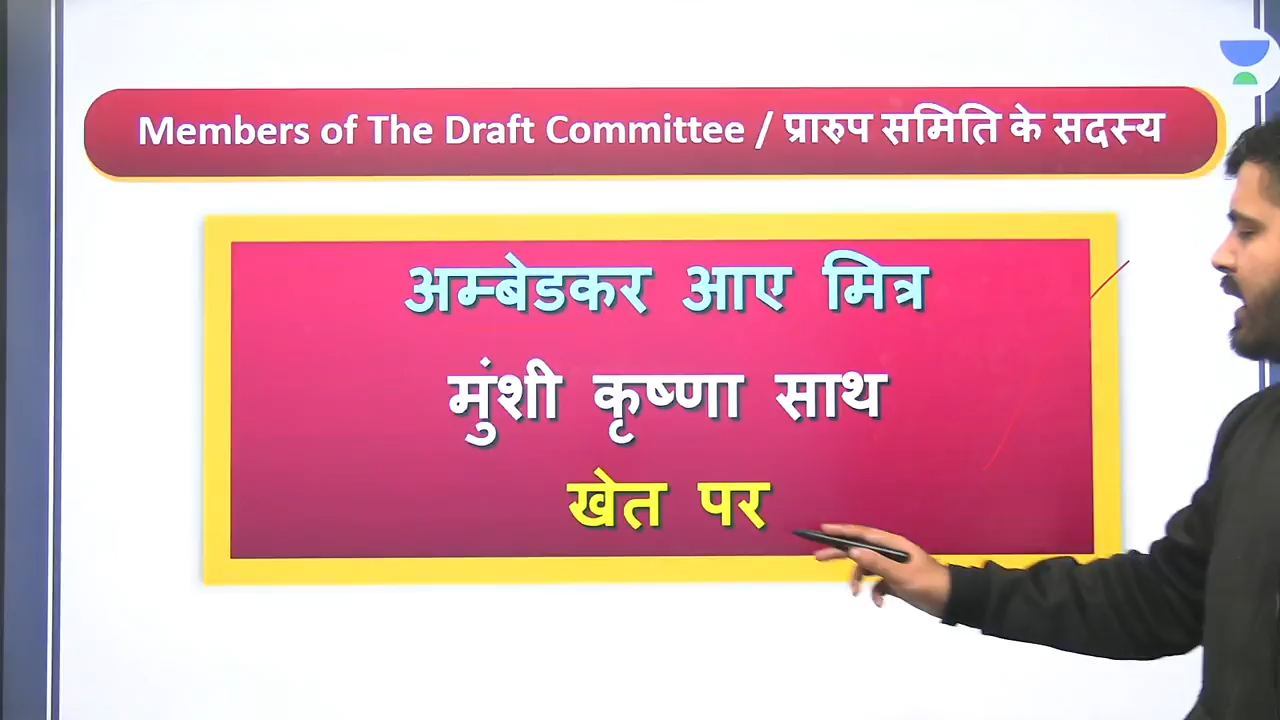 Members of The Draft Committee / प्रारुप समिति के सदस्य
अम्बेडकर आए मित्र
मुंशी कृष्णा साथ
खेत पर